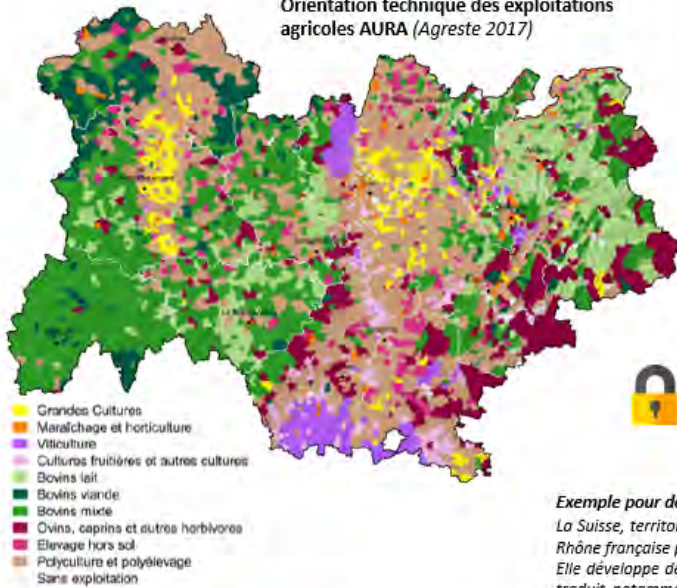 Orientation technique des exploitations
agricoles AURA (Agreste 2017)
Grandes Cultures
Maraîchage et horticulture
Viticulture
Cultures fruitières et autres cultures
Bovins lait
Bovins viande
Bovins mixte
Ovins, caprins et autres herbivores
Elevage hors sol
Polyculture et polyélevage
Sans exploitation
Exemple pour de
La Suisse, territo
Rhône française p
Elle développe de
traduit notamme